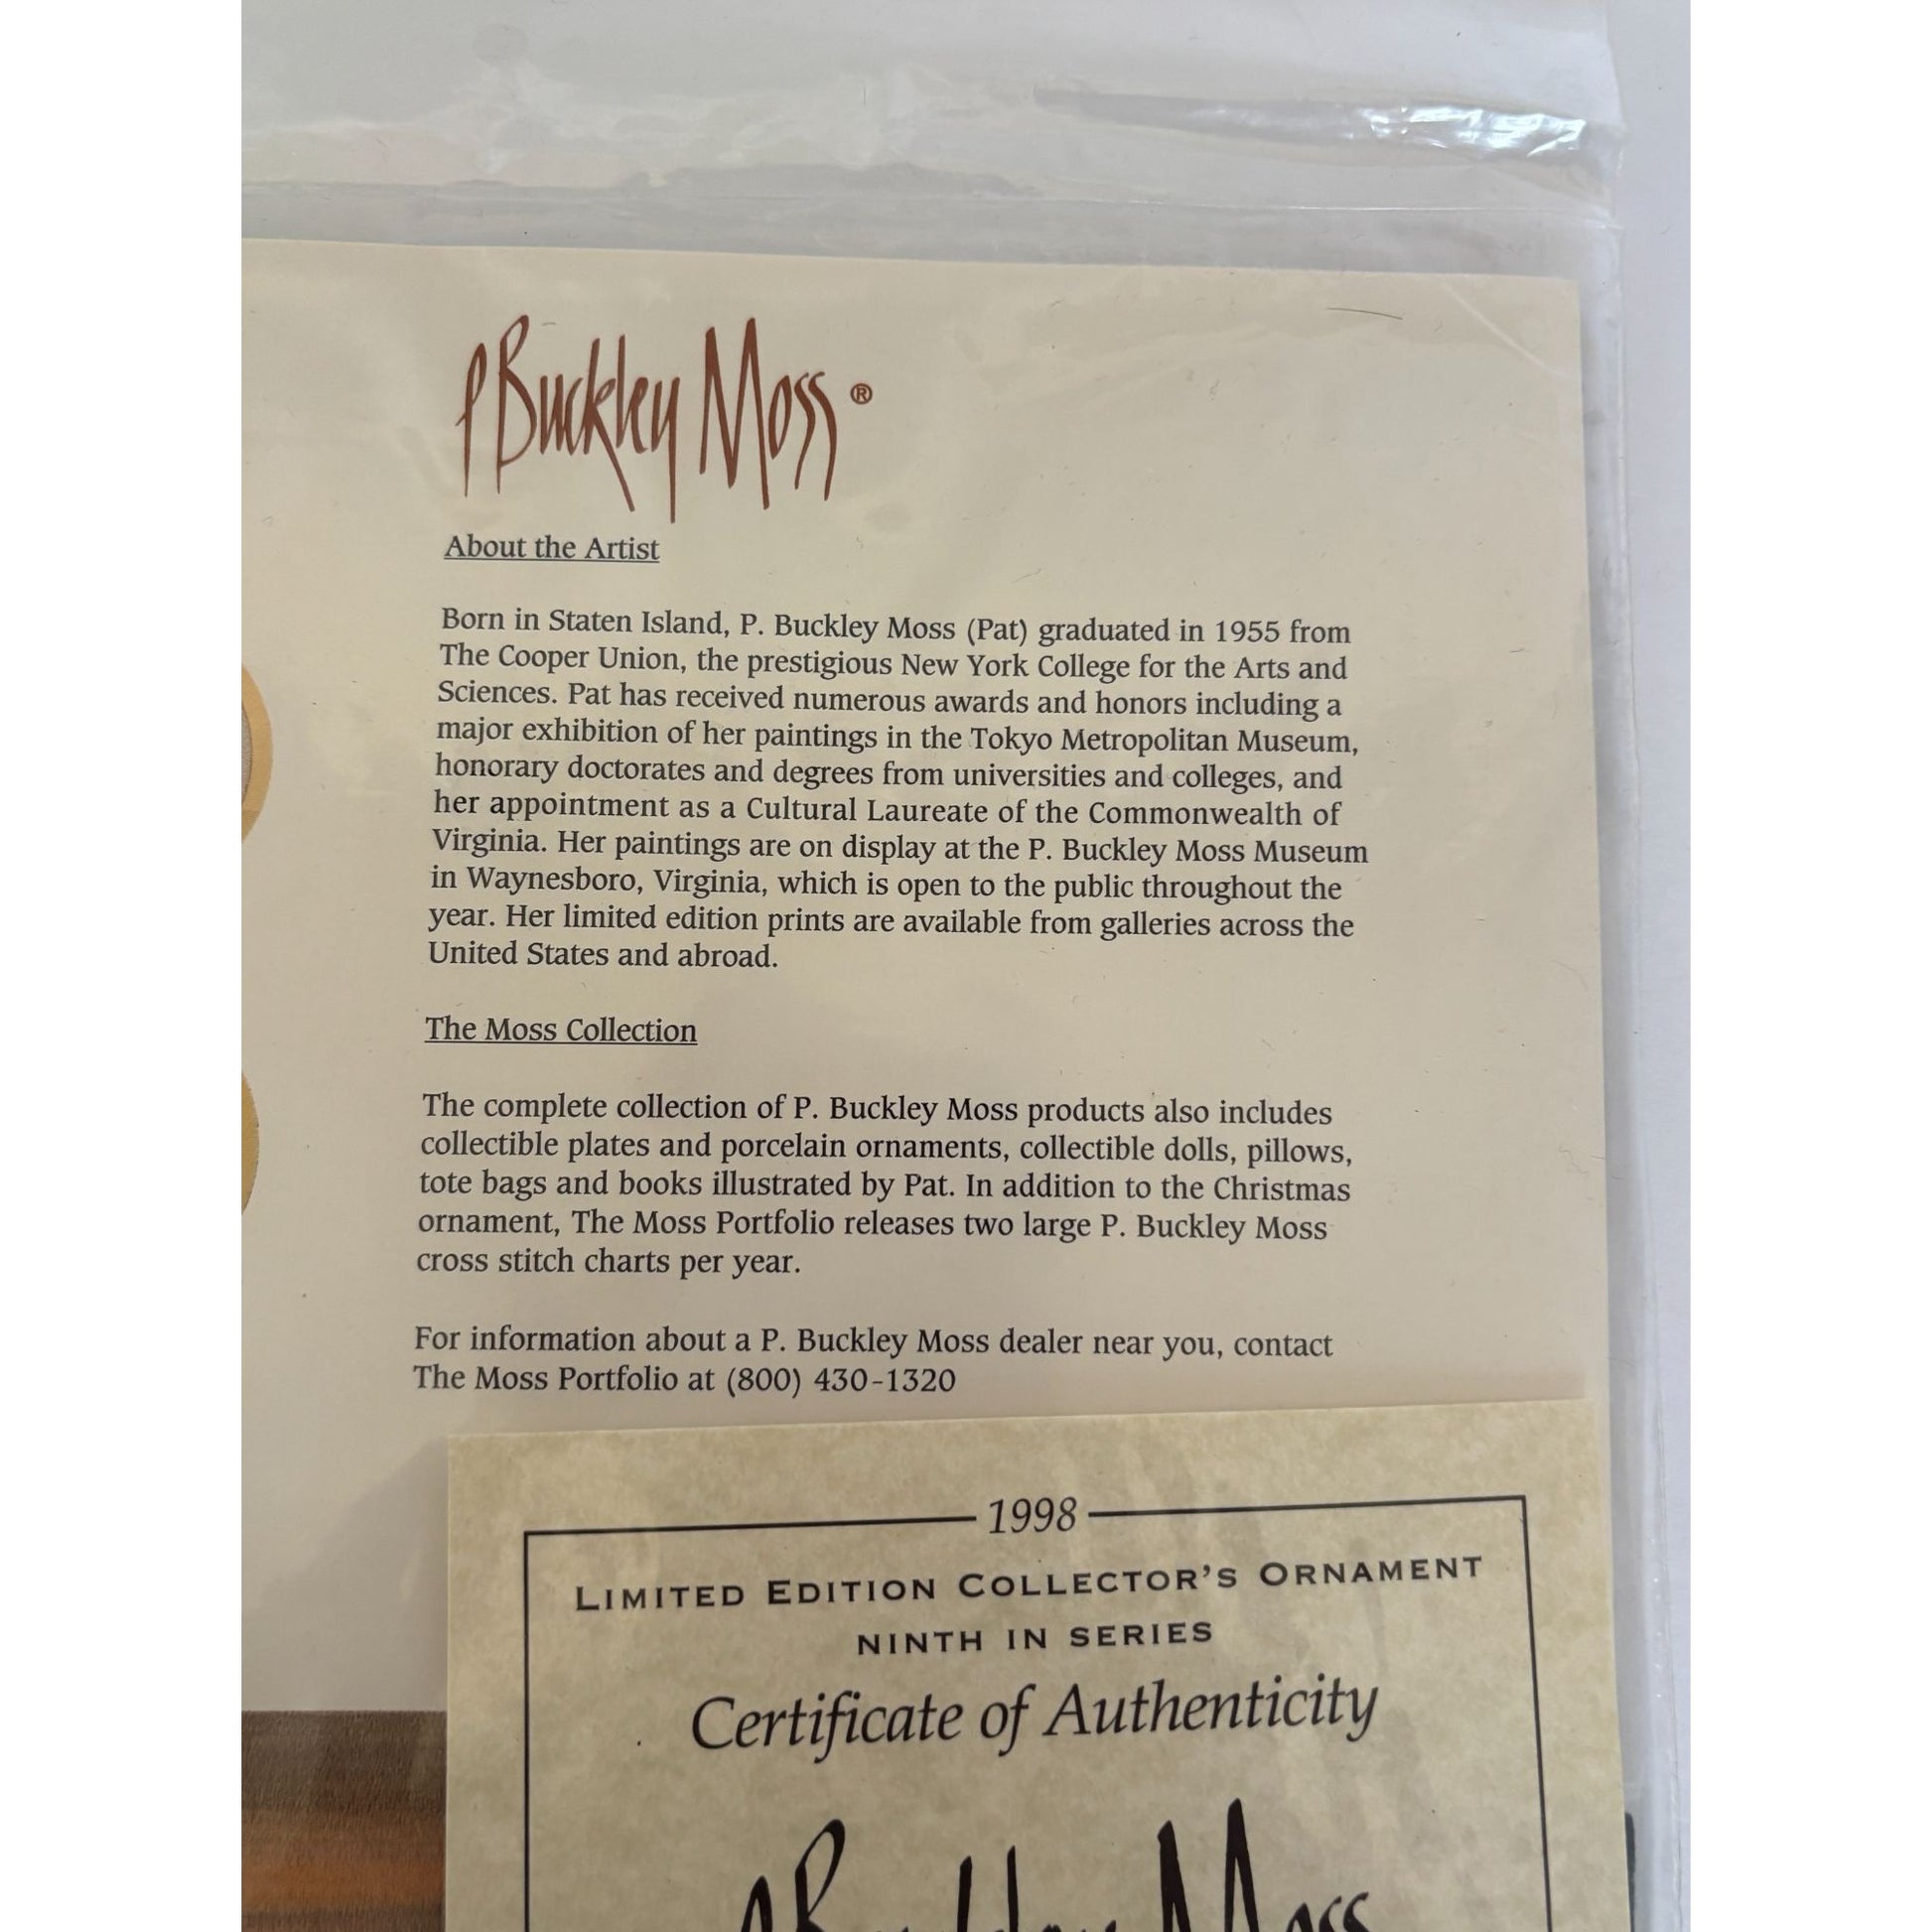 P Buckley Moss ®
About the Artist
Born in Staten Island, P. Buckley Moss (Pat) graduated in 1955 from
The Cooper Union, the prestigious New York College for the Arts and
Sciences. Pat has received numerous awards and honors including a
major exhibition of her paintings in the Tokyo Metropolitan Museum,
honorary doctorates and degrees from universities and colleges, and
her appointment as a Cultural Laureate of the Commonwealth of
Virginia. Her paintings are on display at the P. Buckley Moss Museum
in Waynesboro, Virginia, which is open to the public throughout the
year. Her limited edition prints are available from galleries across the
United States and abroad.
The Moss Collection
The complete collection of P. Buckley Moss products also includes
collectible plates and porcelain ornaments, collectible dolls, pillows,
tote bags and books illustrated by Pat. In addition to the Christmas
ornament, The Moss Portfolio releases two large P. Buckley Moss
cross stitch charts per year.
For information about a P. Buckley Moss dealer near you, contact
The Moss Portfolio at (800) 430-1320
1998
LIMITED EDITION COLLECTOR'S ORNAMENT
NINTH IN SERIES
Certificate of Authenticity
P Buckley Moss